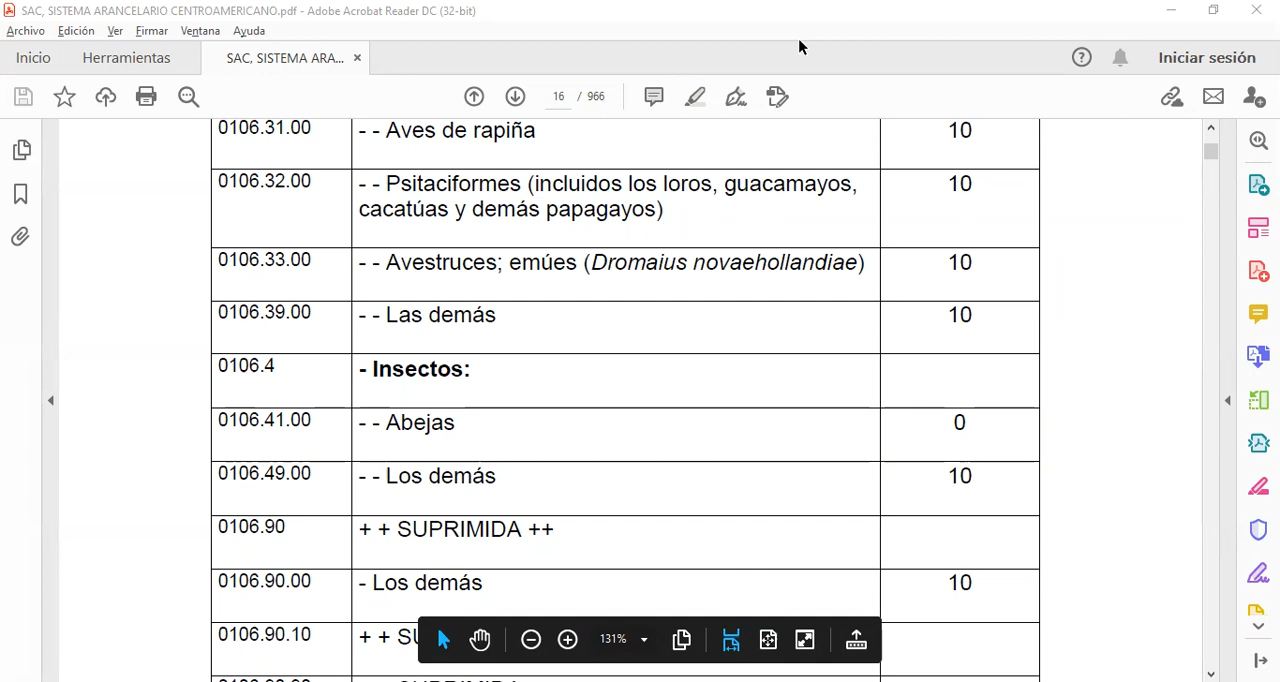 SAC, SISTEMA ARANCELARIO CENTROAMERICANO.pdf - Adobe Acrobat Reader DC (32-bit)
Archivo Edición Ver Firmar Ventana Ayuda
Inicio Herramientas SAC, SISTEMA ARA... × Iniciar sesión
16 / 966
0106.31.00 - - Aves de rapiña 10
0106.32.00 - - Psitaciformes (incluidos los loros, guacamayos, 10
cacatúas y demás papagayos)
0106.33.00 - - Avestruces; emúes (Dromaius novaehollandiae) 10
0106.39.00 - - Las demás 10
0106.4 - Insectos:
0106.41.00 - - Abejas 0
0106.49.00 - - Los demás 10
0106.90 + + SUPRIMIDA ++
0106.90.00 - Los demás 10
0106.90.10 + + SU
131%